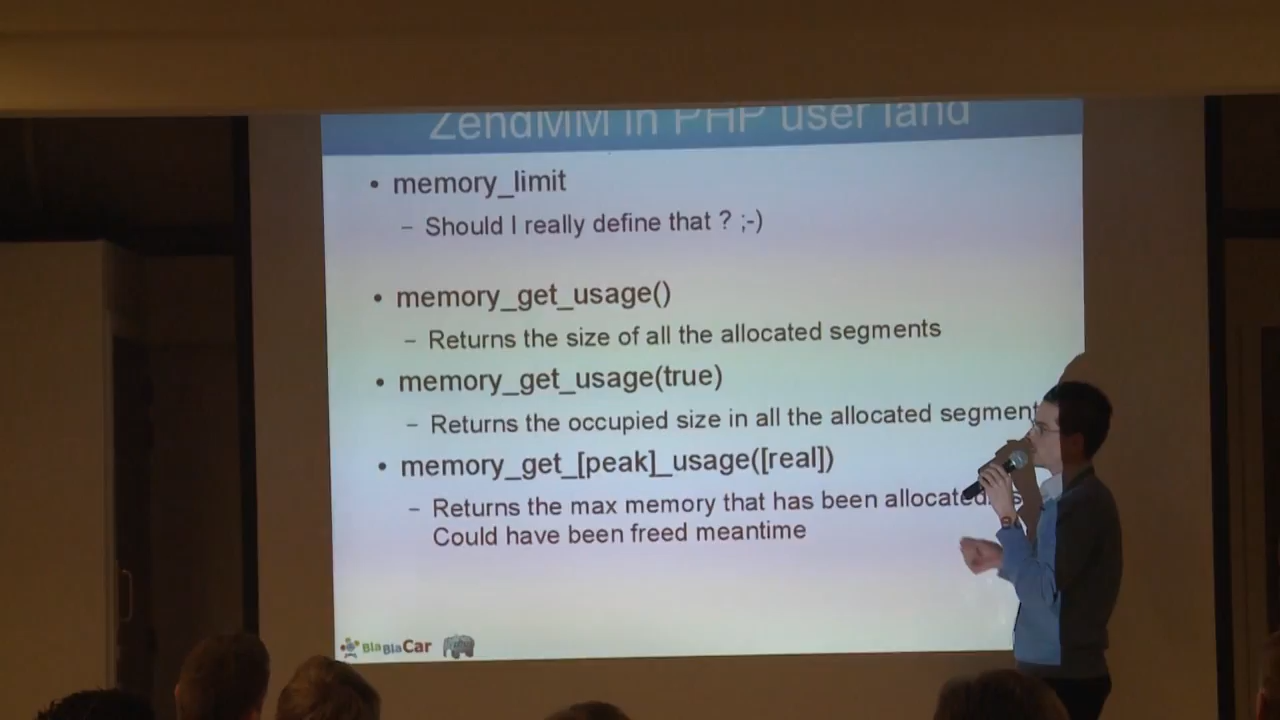 ZendMM in PHP user land
• memory_limit
– Should I really define that ? ;-)
• memory_get_usage()
– Returns the size of all the allocated segments
• memory_get_usage(true)
– Returns the occupied size in all the allocated segment
• memory_get_[peak]_usage([real])
– Returns the max memory that has been allocated
Could have been freed meantime
BlaBlaCar